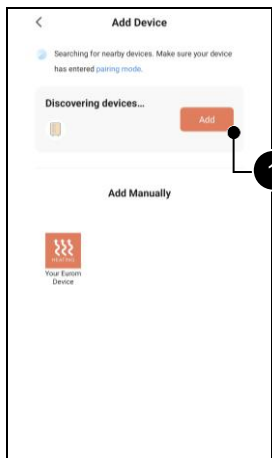 Add Device
Searching for nearby devices. Make sure your device
has entered pairing mode.
Discovering devices...
Add
1
Add Manually
HEATING
Your Eurom
Device